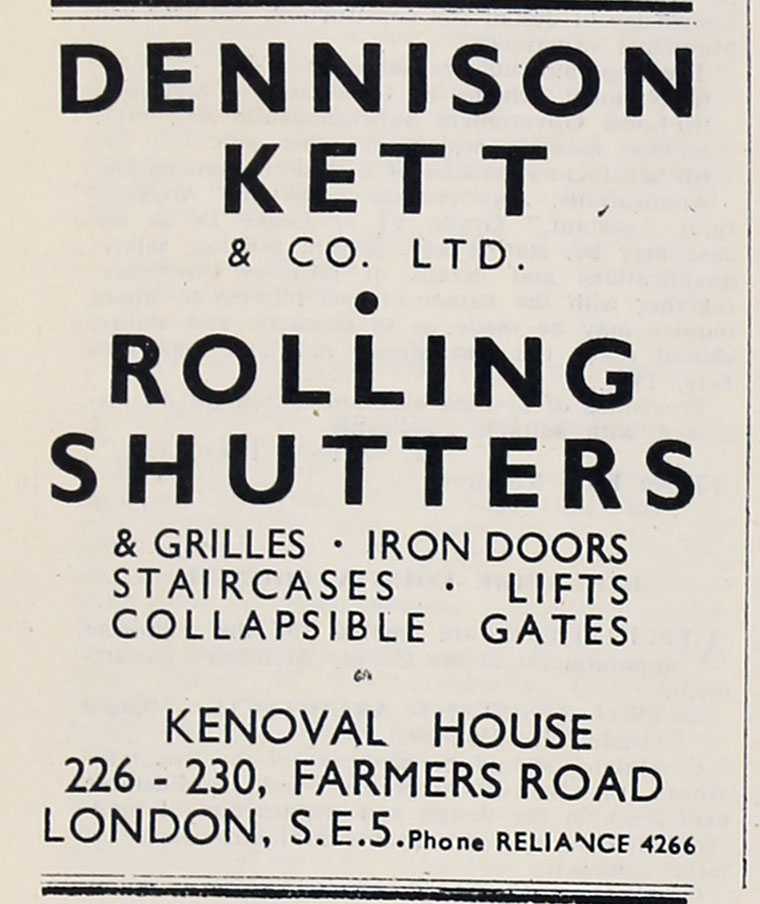 DENNISON
KETT
& CO. LTD.
ROLLING
SHUTTERS
& GRILLES · IRON DOORS
STAIRCASES · LIFTS
COLLAPSIBLE GATES
KENOVAL HOUSE
226 - 230, FARMERS ROAD
LONDON, S.E.5. Phone RELIANCE 4266